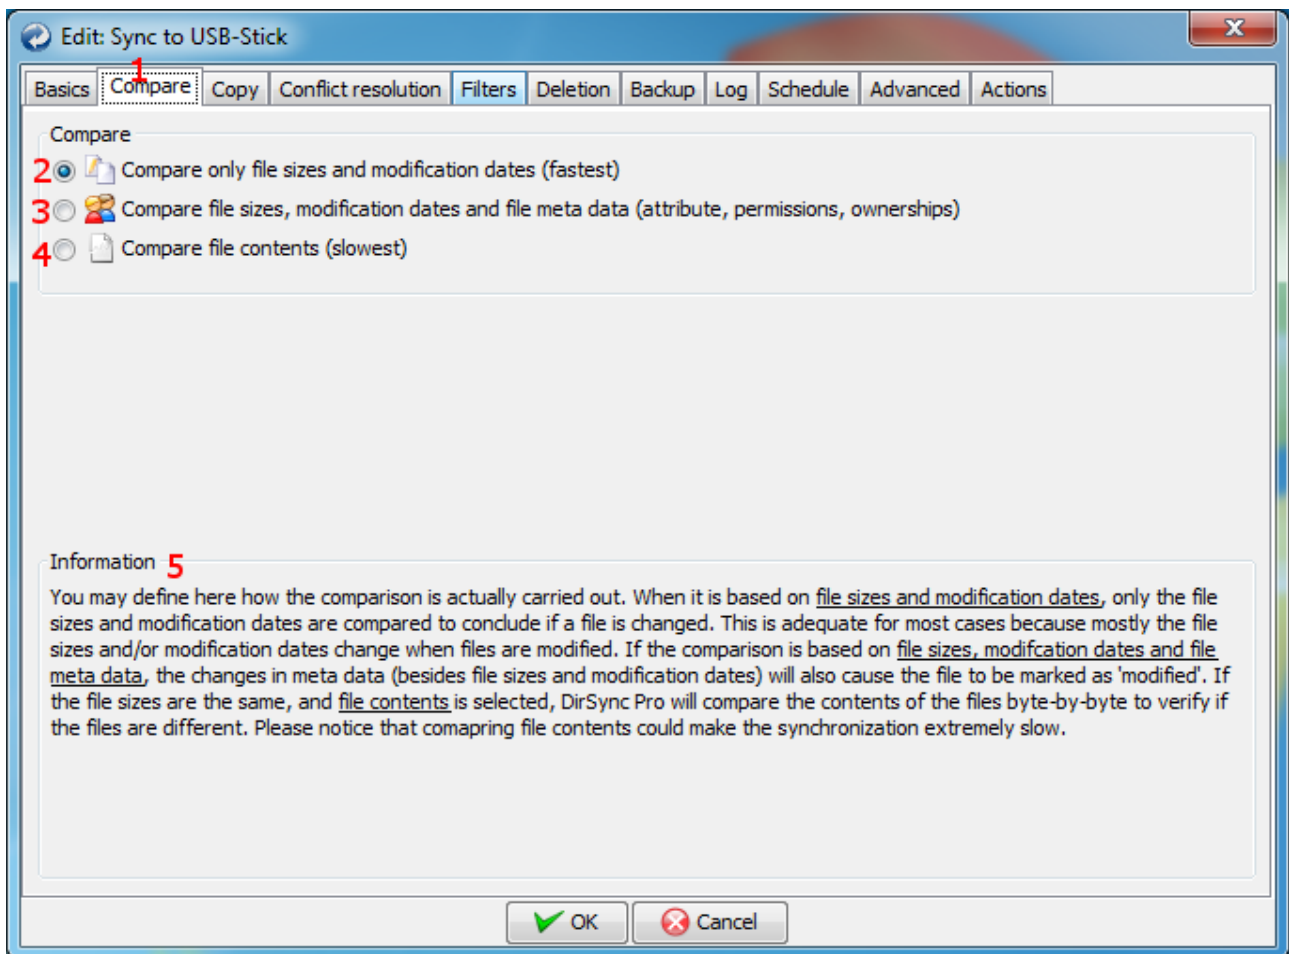 Edit: Sync to USB-Stick
x
1
Basics Compare Copy Conflict resolution Filters Deletion Backup Log Schedule Advanced Actions
Compare
2 Compare only file sizes and modification dates (fastest)
3 Compare file sizes, modification dates and file meta data (attribute, permissions, ownerships)
4 Compare file contents (slowest)
Information 5
You may define here how the comparison is actually carried out. When it is based on file sizes and modification dates, only the file
sizes and modification dates are compared to conclude if a file is changed. This is adequate for most cases because mostly the file
sizes and/or modification dates change when files are modified. If the comparison is based on file sizes, modifcation dates and file
meta data, the changes in meta data (besides file sizes and modification dates) will also cause the file to be marked as 'modified'. If
the file sizes are the same, and file contents is selected, DirSync Pro will compare the contents of the files byte-by-byte to verify if
the files are different. Please notice that comapring file contents could make the synchronization extremely slow.
OK Cancel